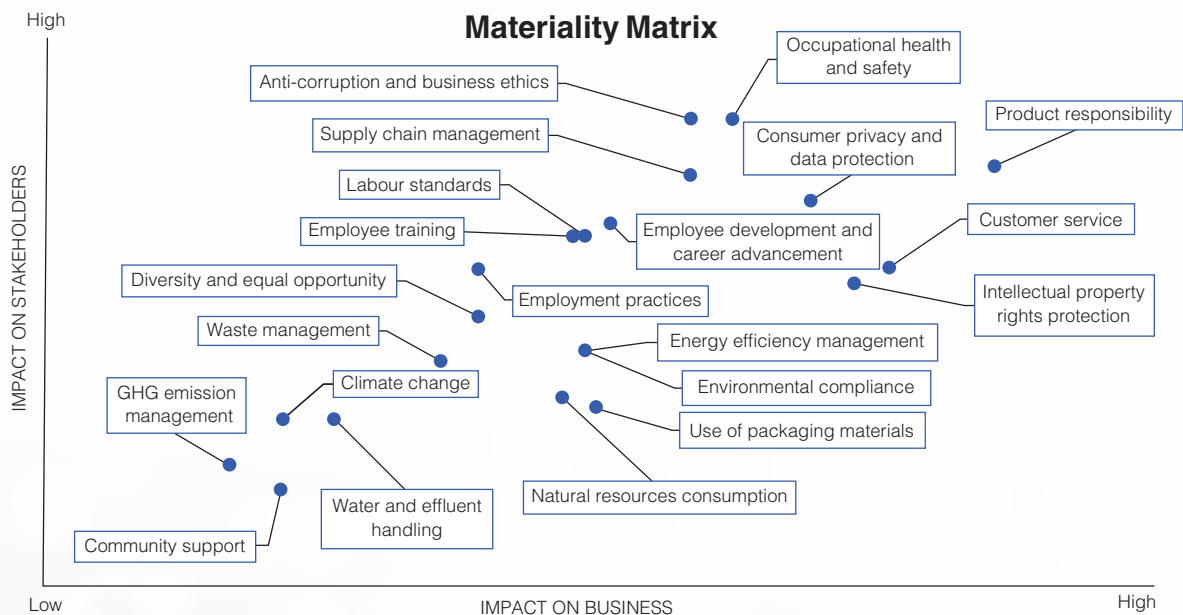 Materiality Matrix
High
IMPACT ON STAKEHOLDERS
Anti-corruption and business ethics
Occupational health
and safety
Supply chain management
Consumer privacy and
data protection
Product responsibility
Labour standards
Employee training
Employee development and
career advancement
Customer service
Diversity and equal opportunity
Employment practices
Intellectual property
rights protection
Waste management
Energy efficiency management
Climate change
Environmental compliance
GHG emission
management
Use of packaging materials
Natural resources consumption
Water and effluent
handling
Community support
Low
IMPACT ON BUSINESS
High